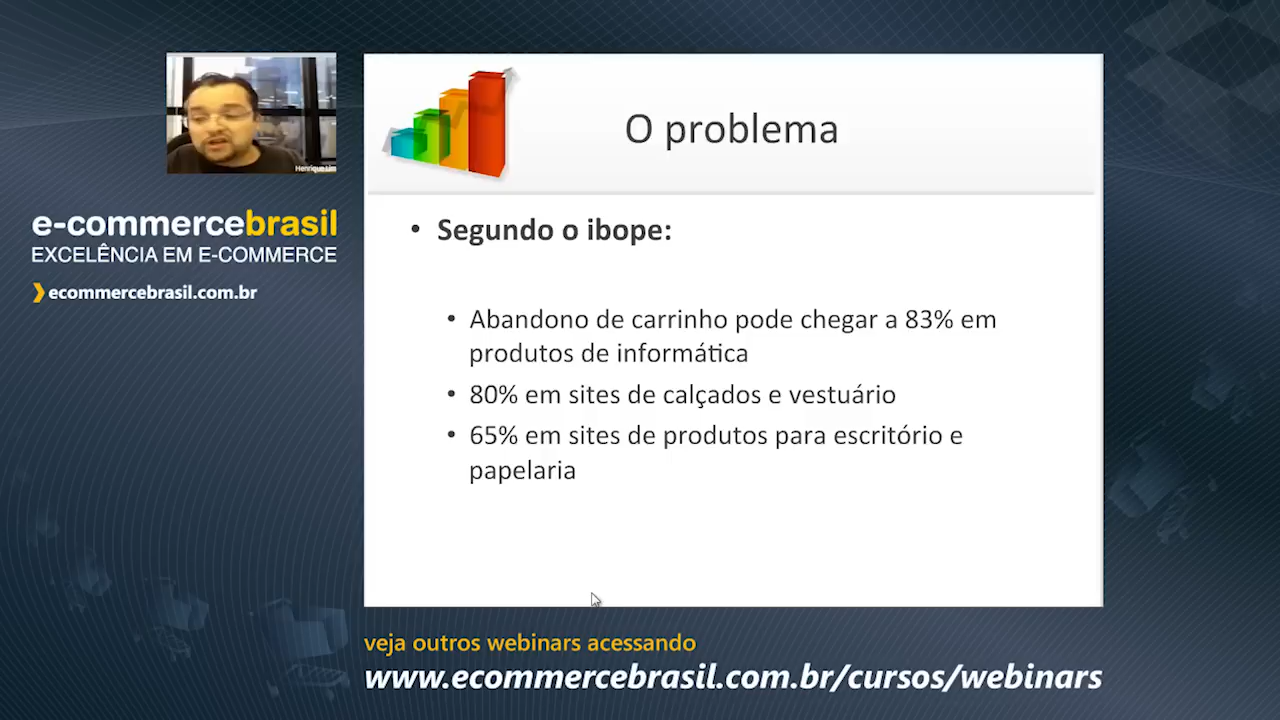 Henrique Lim
e-commercebrasil
EXCELÊNCIA EM E-COMMERCE
ecommercebrasil.com.br
O problema
• Segundo o ibope:
• Abandono de carrinho pode chegar a 83% em
produtos de informática
• 80% em sites de calçados e vestuário
• 65% em sites de produtos para escritório e
papelaria
veja outros webinars acessando
www.ecommercebrasil.com.br/cursos/webinars